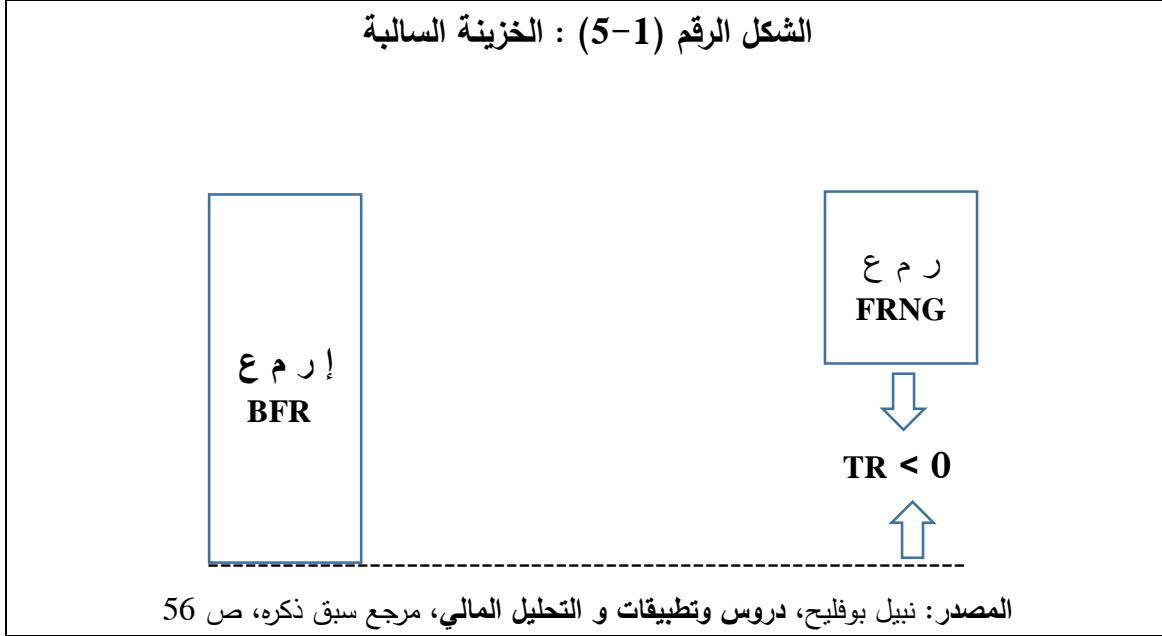 الشكل الرقم (1-5) : الخزينة السالبة
ر م ع
FRNG
إ ر م ع
BFR
TR < 0
المصدر: نبيل بوفليح، دروس وتطبيقات و التحليل المالي، مرجع سبق ذكره، ص 56